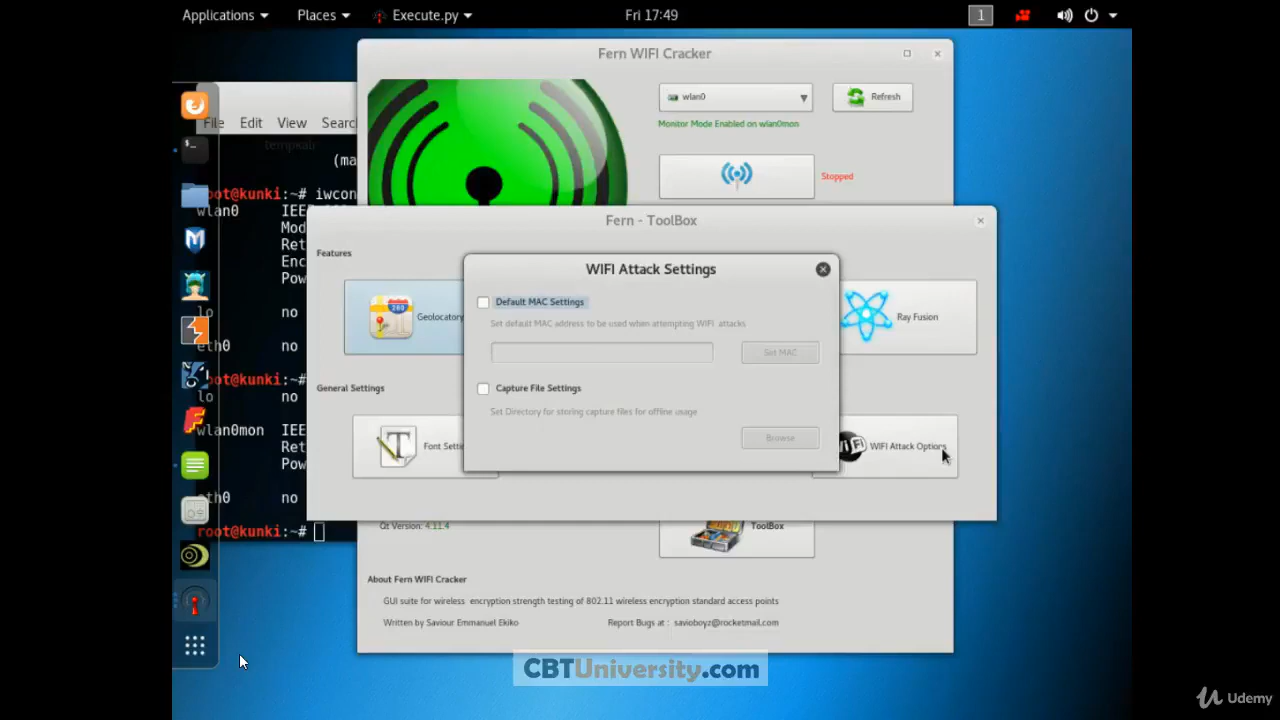 Applications Places Execute.py Fri 17:49 1
Fern WIFI Cracker
wlan0 Refresh
Monitor Mode Enabled on wlan0mon
Stopped
File Edit View Search
(ma
root@kunki:~# iwcon
wlan0 IEE
Mod
Ret
Enc
Pow
lo no
eth0 no
root@kunki:~#
lo no
wlan0mon IEE
Ret
Pow
eth0 no
root@kunki:~#
Fern - ToolBox
Features
Geolocatory
Ray Fusion
General Settings
Font Setti
WIFI Attack Options
WIFI Attack Settings
Default MAC Settings
Set default MAC address to be used when attempting WIFI attacks
Set MAC
Capture File Settings
Set Directory for storing capture files for offline usage
Browse
Qt Version: 4.11.4
ToolBox
About Fern WIFI Cracker
GUI suite for wireless encryption strength testing of 802.11 wireless encryption standard access points
Written by Saviour Emmanuel Ekiko Report Bugs at : savioboyz@rocketmail.com
CBTUniversity.com
Udemy